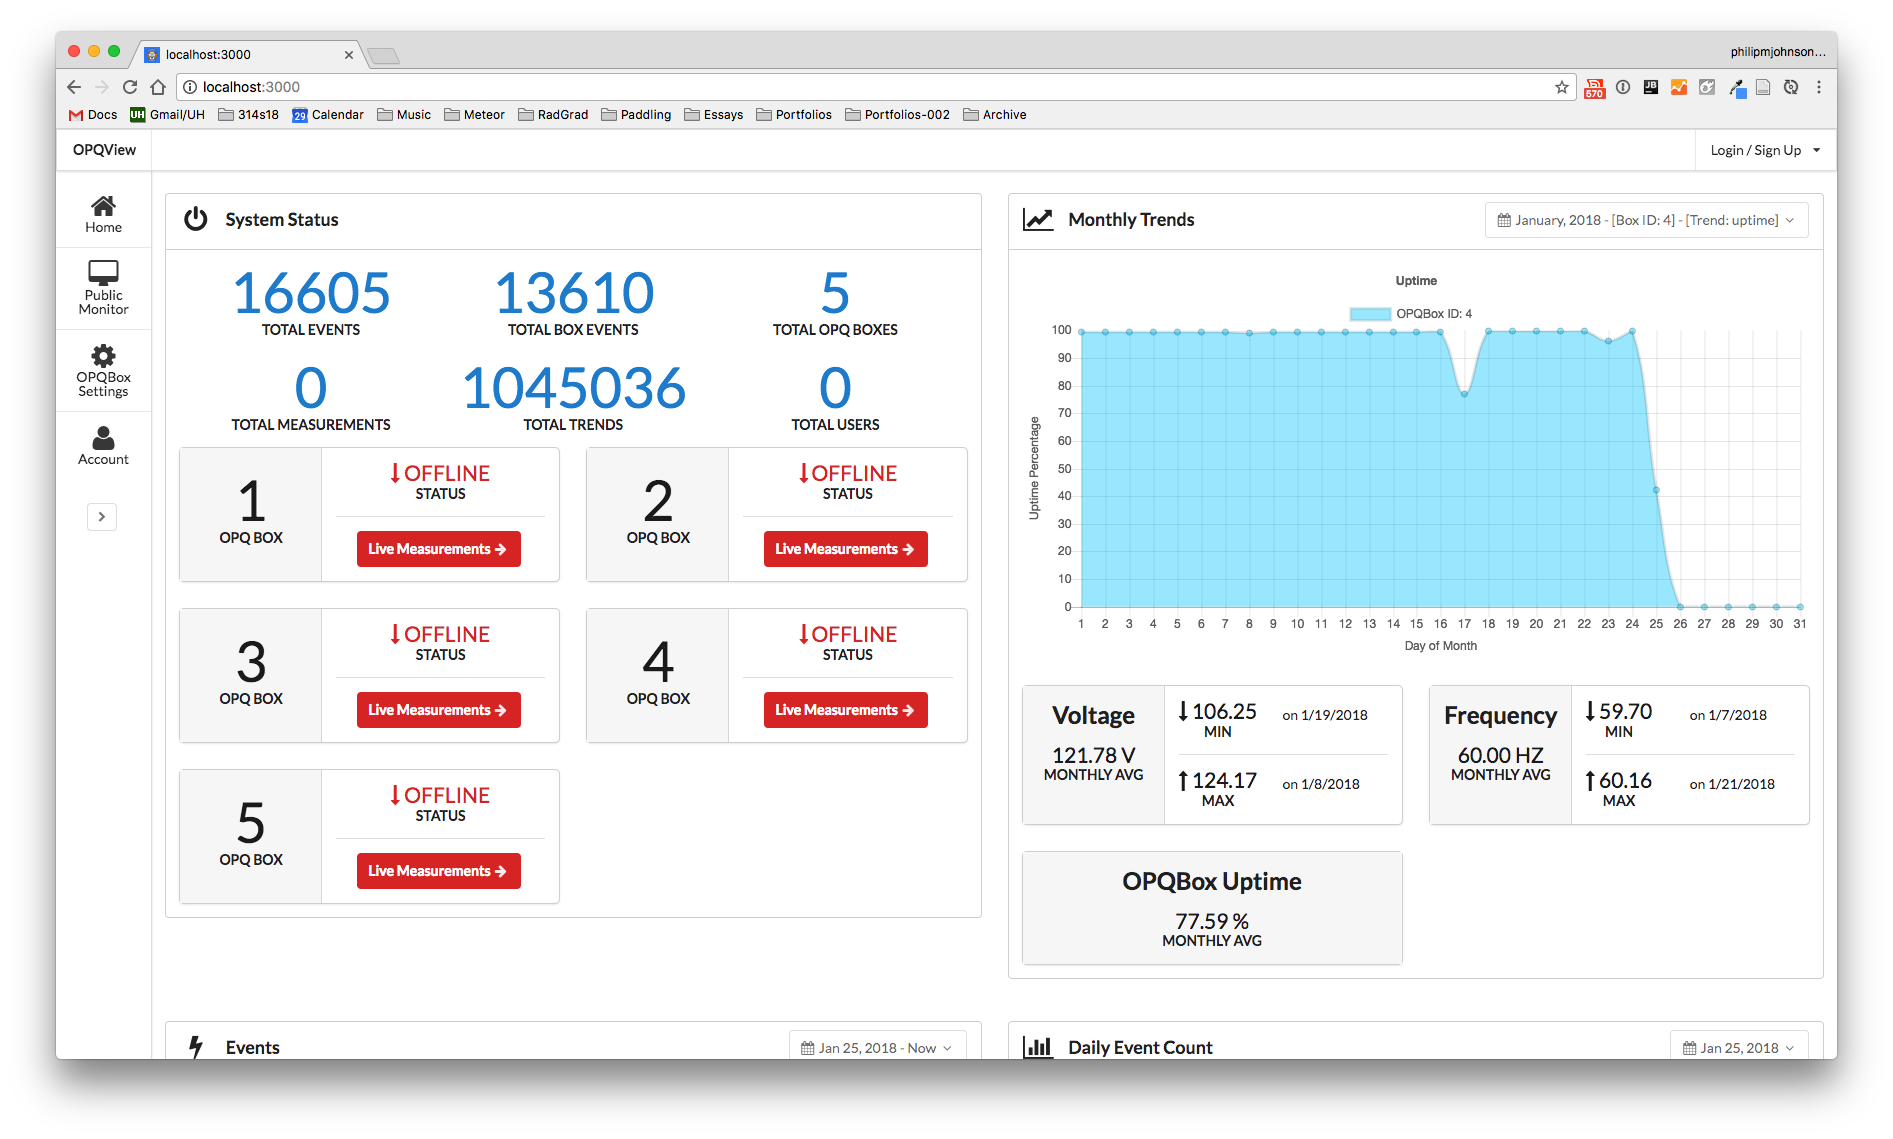 localhost:3000
philipmjohnson...
localhost:3000
570
JB
Docs
UH Gmail/UH
314s18
29 Calendar
Music
Meteor
RadGrad
Paddling
Essays
Portfolios
Portfolios-002
Archive
OPQView
Login / Sign Up
Home
Public
Monitor
OPQBox
Settings
Account
System Status
16605
TOTAL EVENTS
13610
TOTAL BOX EVENTS
5
TOTAL OPQ BOXES
0
TOTAL MEASUREMENTS
1045036
TOTAL TRENDS
0
TOTAL USERS
1
OPQ BOX
OFFLINE
STATUS
Live Measurements
2
OPQ BOX
OFFLINE
STATUS
Live Measurements
3
OPQ BOX
OFFLINE
STATUS
Live Measurements
4
OPQ BOX
OFFLINE
STATUS
Live Measurements
5
OPQ BOX
OFFLINE
STATUS
Live Measurements
Monthly Trends
January, 2018 - [Box ID: 4] - [Trend: uptime]
Uptime
OPQBox ID: 4
Uptime Percentage
100
90
80
70
60
50
40
30
20
10
0
1 2 3 4 5 6 7 8 9 10 11 12 13 14 15 16 17 18 19 20 21 22 23 24 25 26 27 28 29 30 31
Day of Month
Voltage
121.78 V
MONTHLY AVG
106.25 on 1/19/2018
MIN
124.17 on 1/8/2018
MAX
Frequency
60.00 HZ
MONTHLY AVG
59.70 on 1/7/2018
MIN
60.16 on 1/21/2018
MAX
OPQBox Uptime
77.59 %
MONTHLY AVG
Events
Jan 25, 2018 - Now
Daily Event Count
Jan 25, 2018